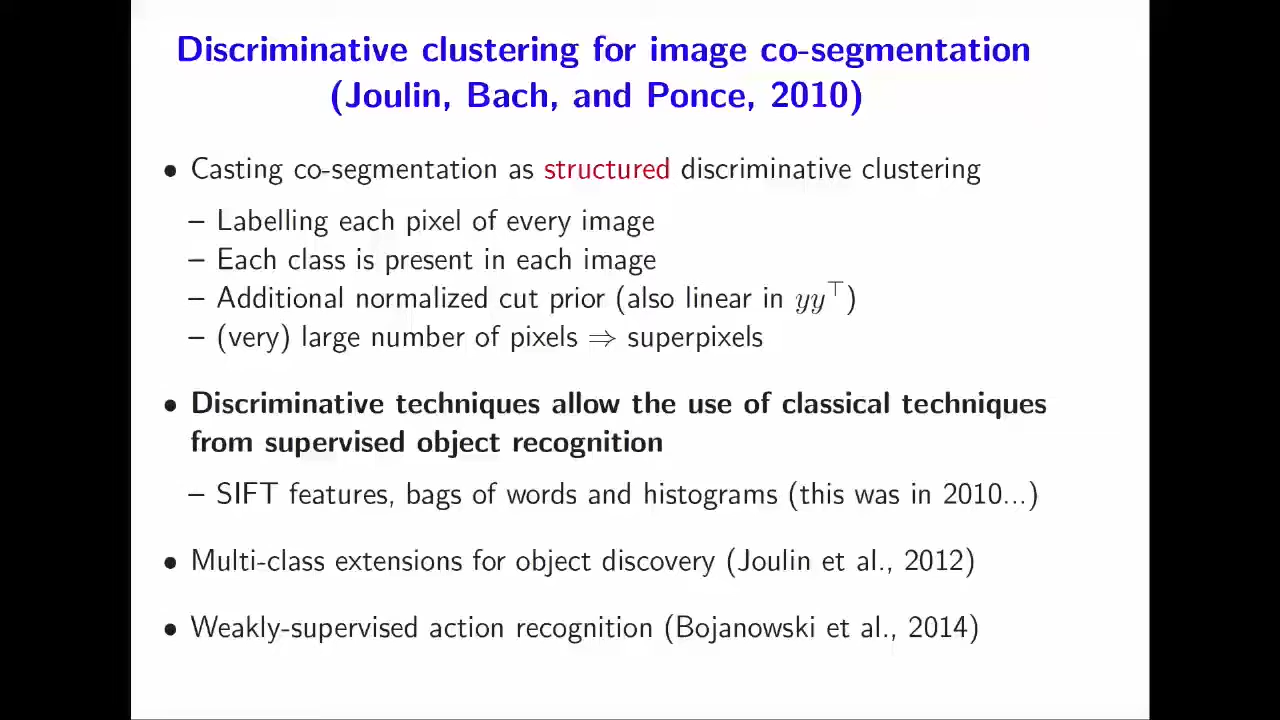 Discriminative clustering for image co-segmentation
(Joulin, Bach, and Ponce, 2010)
• Casting co-segmentation as structured discriminative clustering
– Labelling each pixel of every image
– Each class is present in each image
– Additional normalized cut prior (also linear in yy⊤)
– (very) large number of pixels ⇒ superpixels
• Discriminative techniques allow the use of classical techniques
from supervised object recognition
– SIFT features, bags of words and histograms (this was in 2010...)
• Multi-class extensions for object discovery (Joulin et al., 2012)
• Weakly-supervised action recognition (Bojanowski et al., 2014)